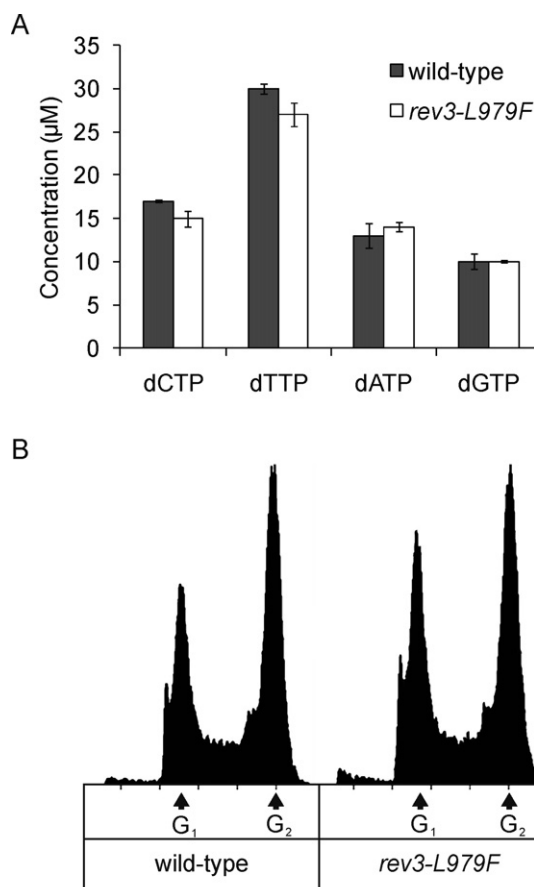 A
Concentration (µM)
35
30
25
20
15
10
5
0
wild-type
rev3-L979F
dCTP dTTP dATP dGTP
B
G₁ G₂ G₁ G₂
wild-type rev3-L979F